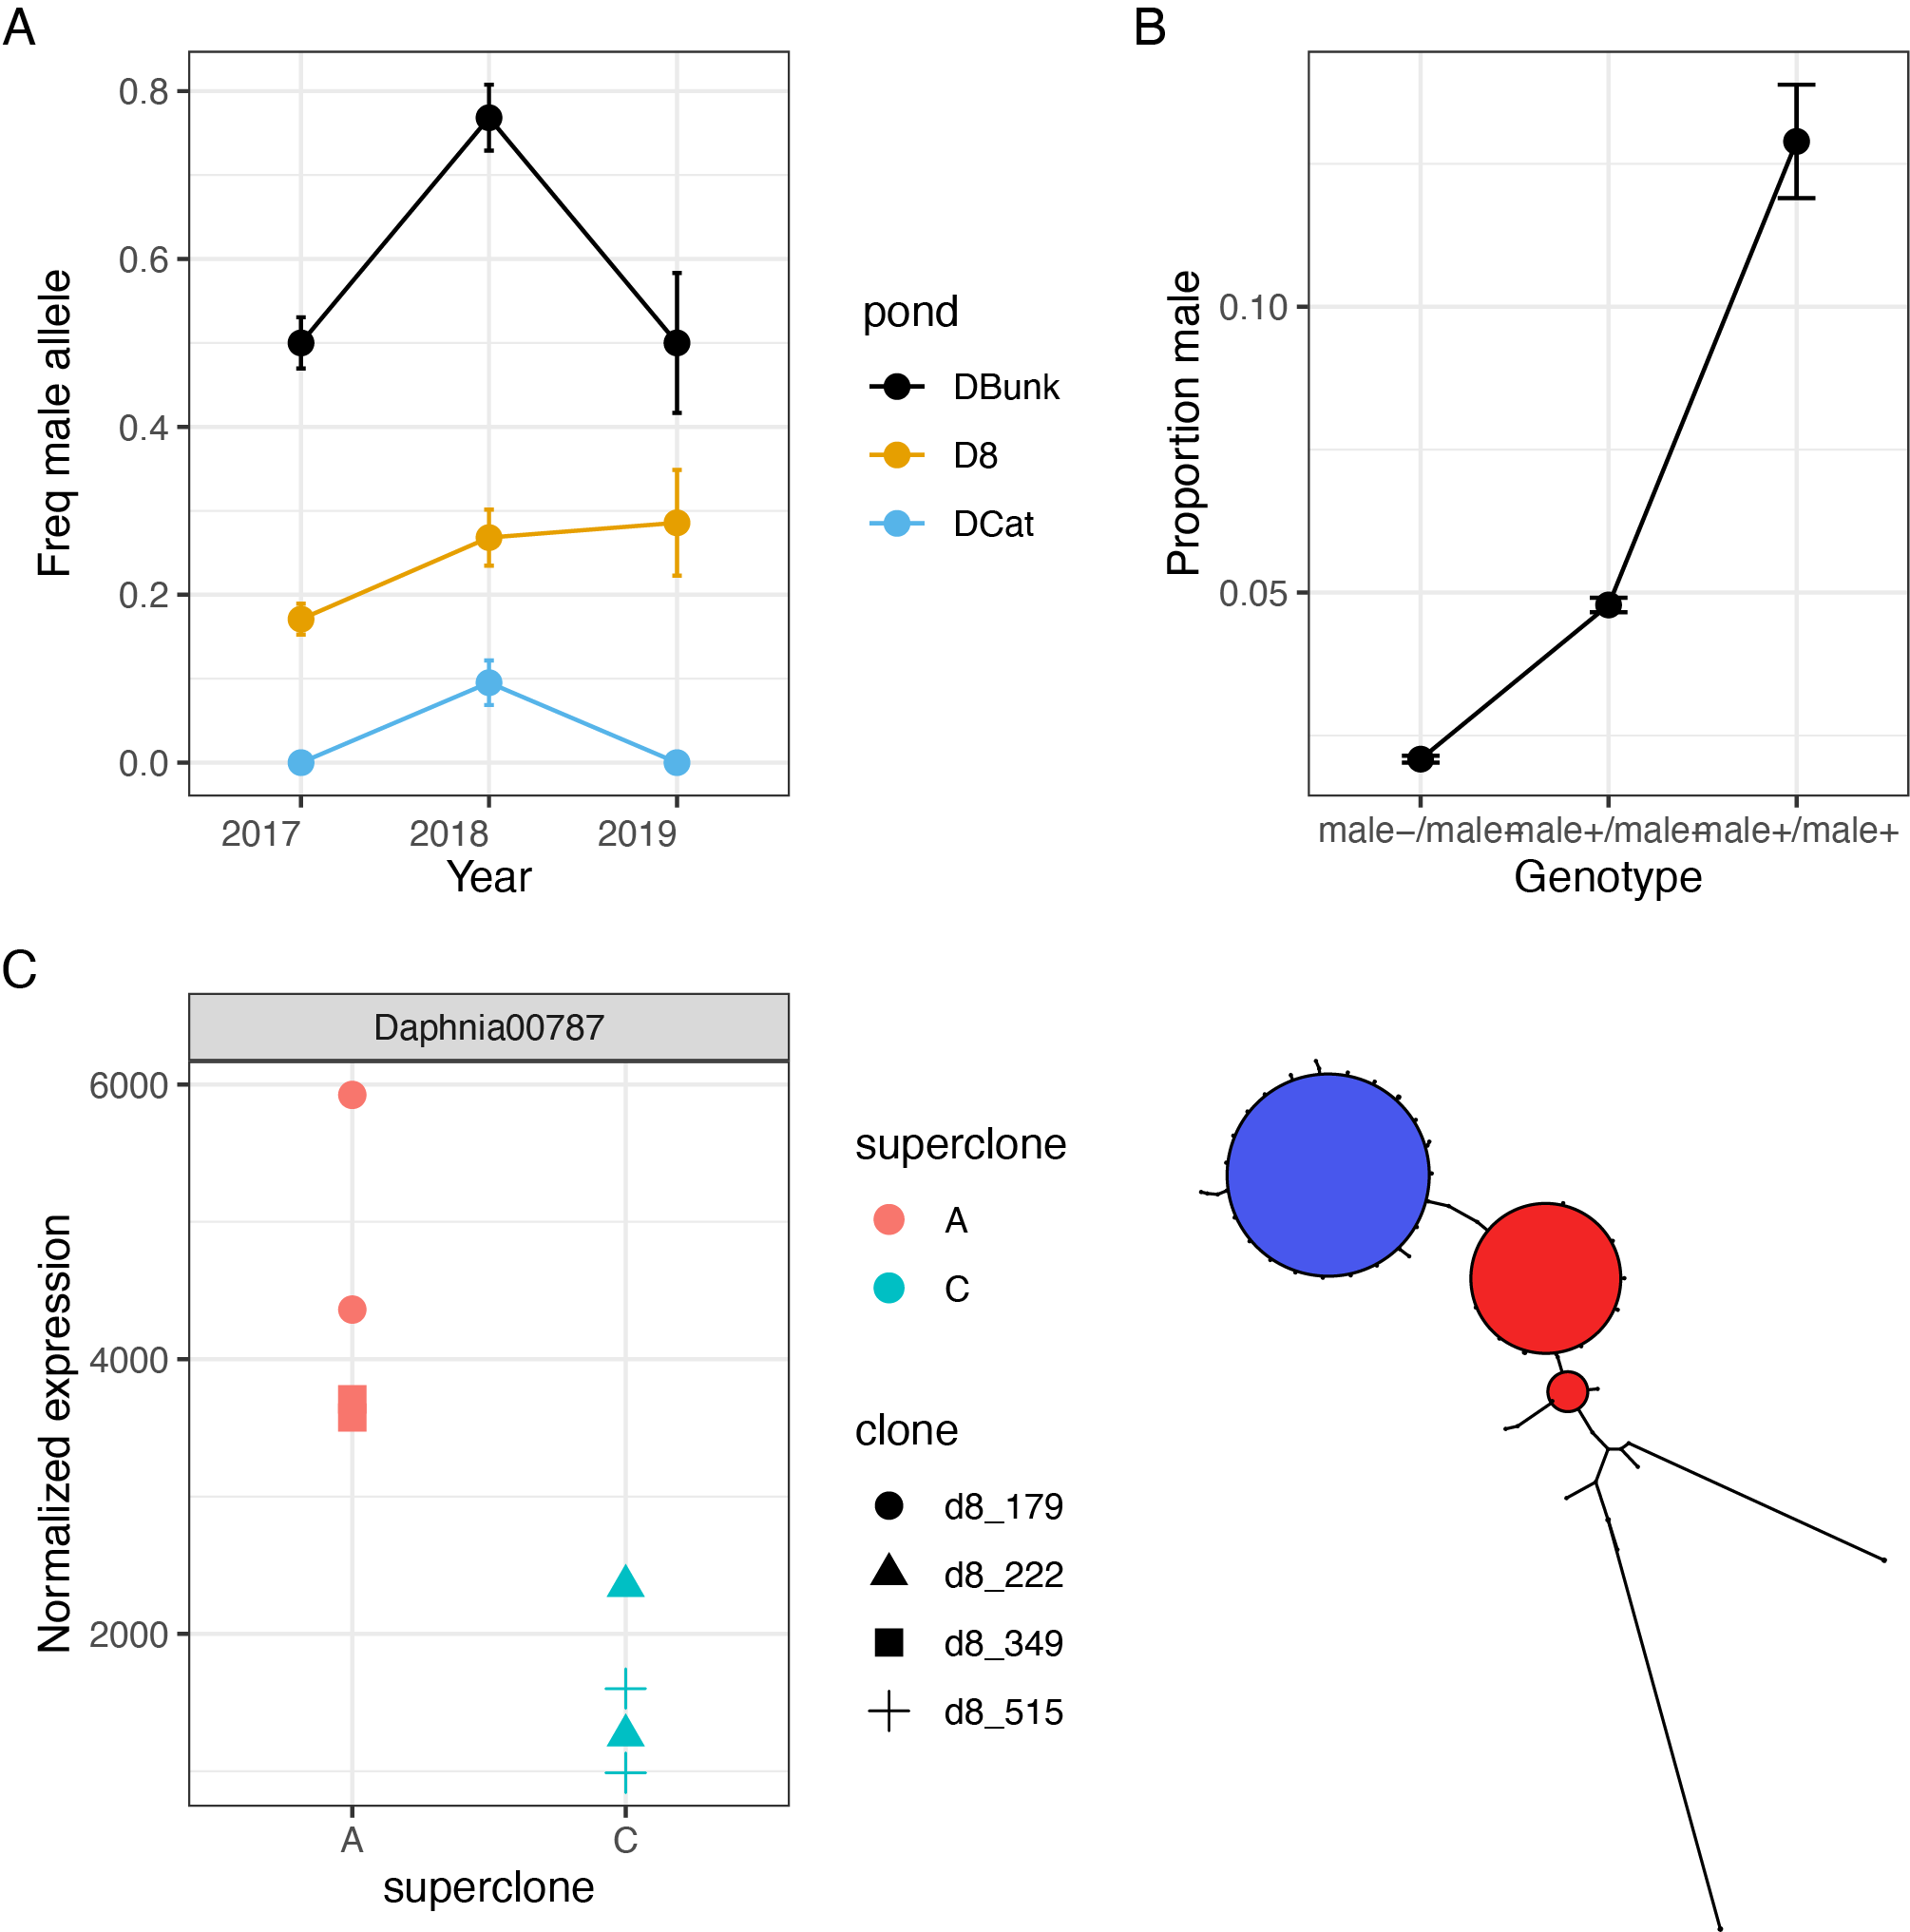 A
B
0.8
0.6
0.4
0.2
0.0
Freq male allele
2017 2018 2019
Year
pond
DBunk
D8
DCat
0.10
0.05
Proportion male
male−/male− male+/male− male+/male+
Genotype
C
Daphnia00787
6000
4000
2000
Normalized expression
A C
superclone
superclone
A
C
clone
d8_179
d8_222
d8_349
d8_515